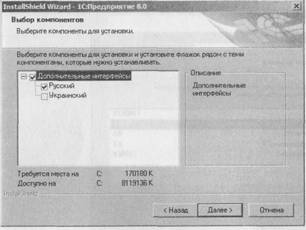 InstallShield Wizard - 1С:Предприятие 8.0
Выбор компонентов
Выберите компоненты для установки.
Выберите компоненты для установки и установите флажок рядом с теми
компонентами, которые нужно устанавливать.
Дополнительные интерфейсы
Русский
Украинский
Описание
Дополнительные
интерфейсы
Требуется места на C: 170180 K
Доступно на C: 8119136 K
InstallShield
< Назад
Далее >
Отмена